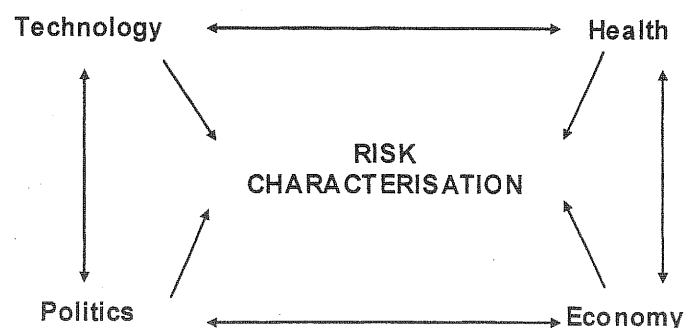 Technology
Health
RISK
CHARACTERISATION
Politics
Economy